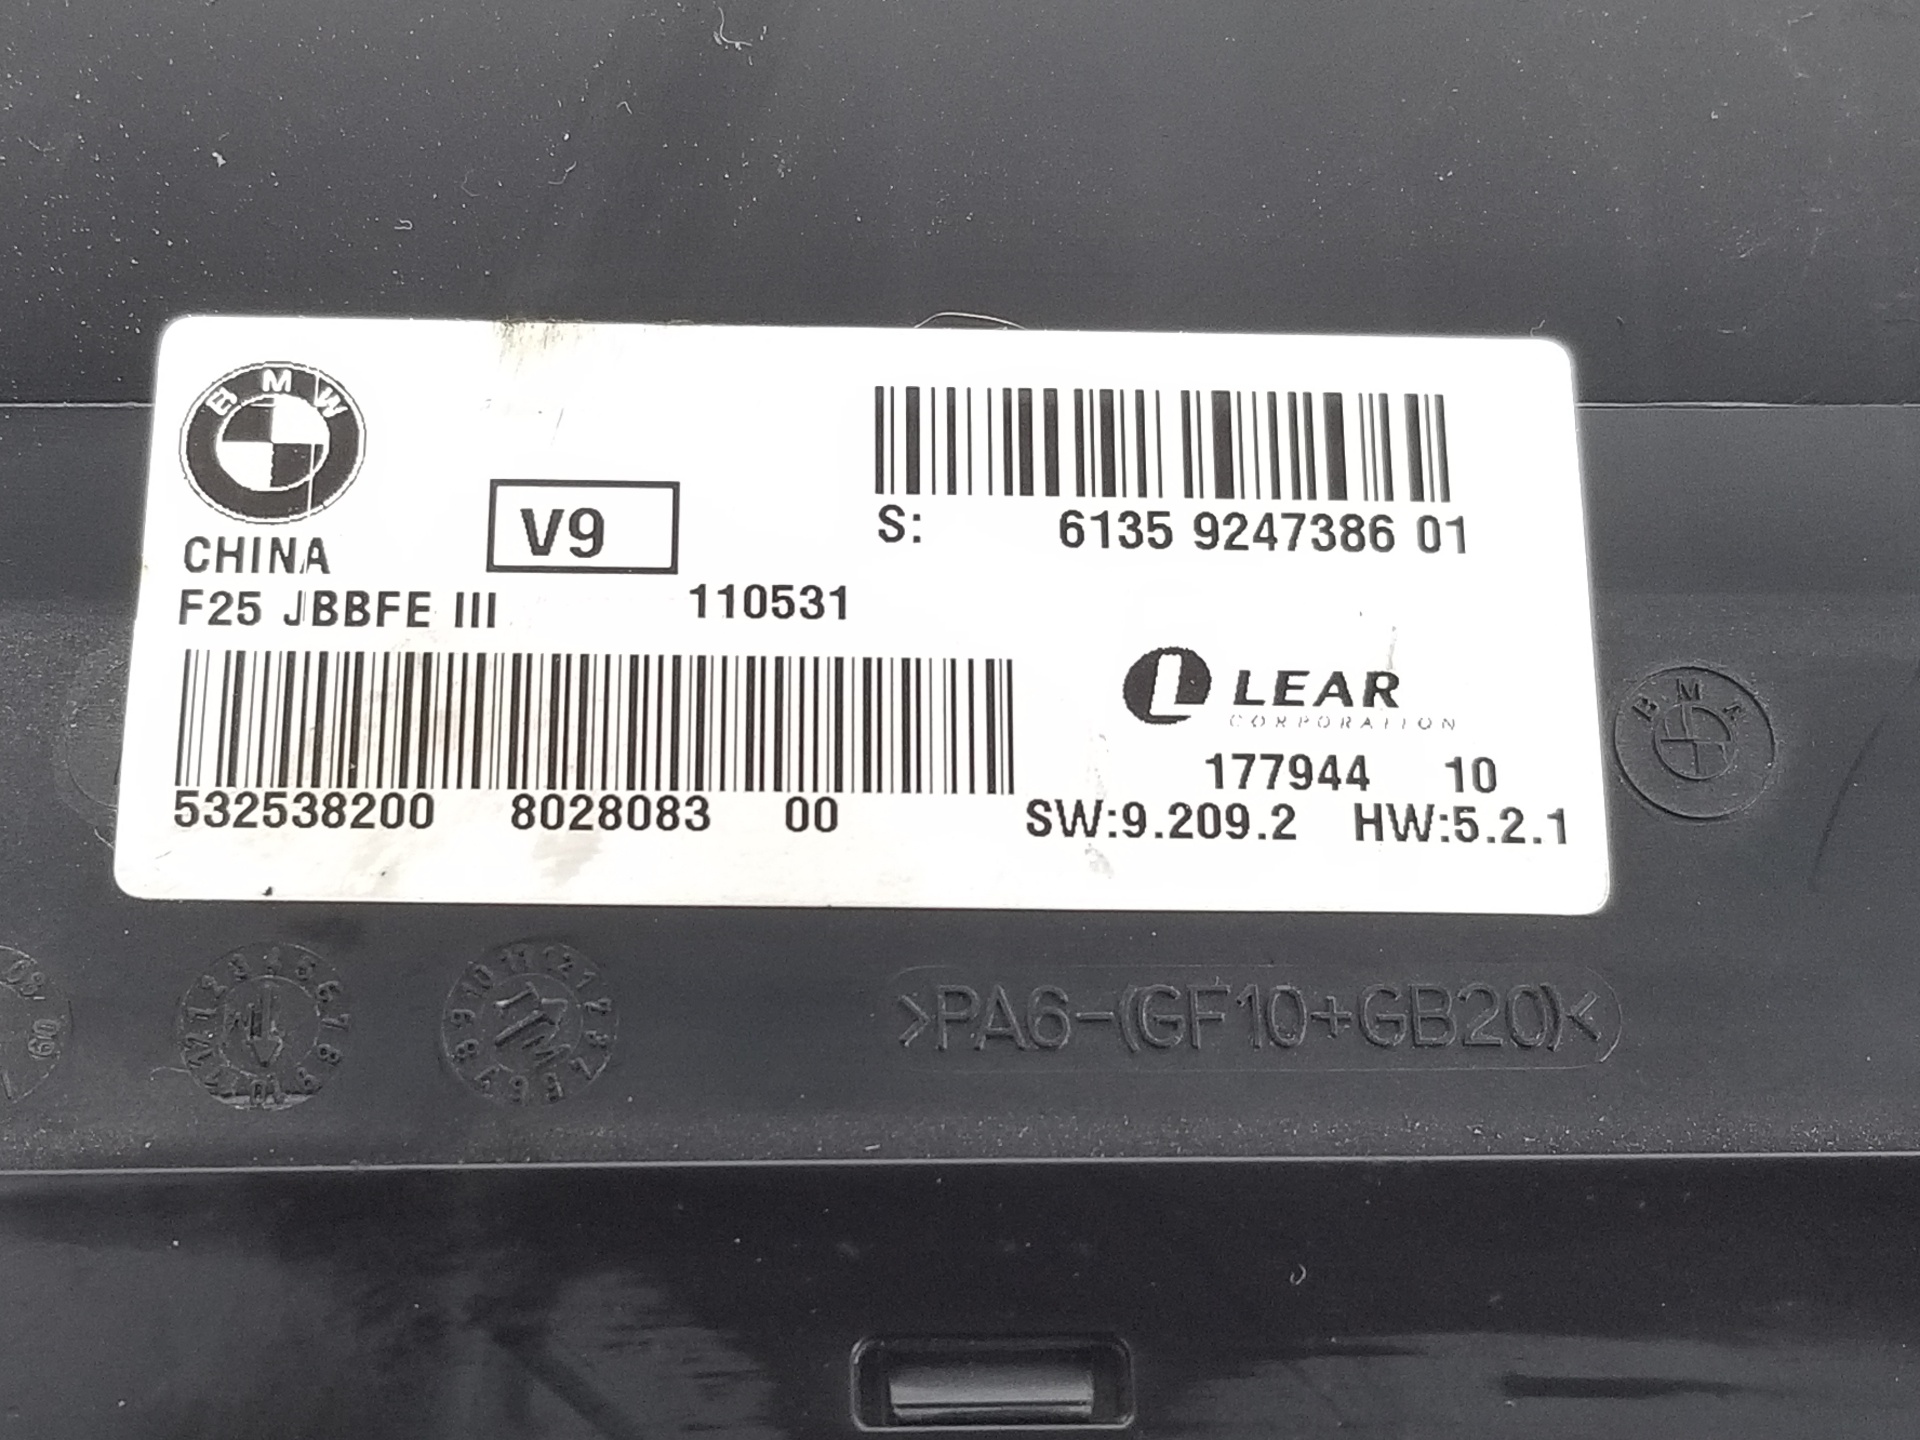 BMW
CHINA
V9
S: 6135 9247386 01
F25 JBBFE III 110531
LEAR
CORPORATION
177944 10
532538200 8028083 00
SW:9.209.2 HW:5.2.1
BMW
>PA6-(GF10+GB20)<